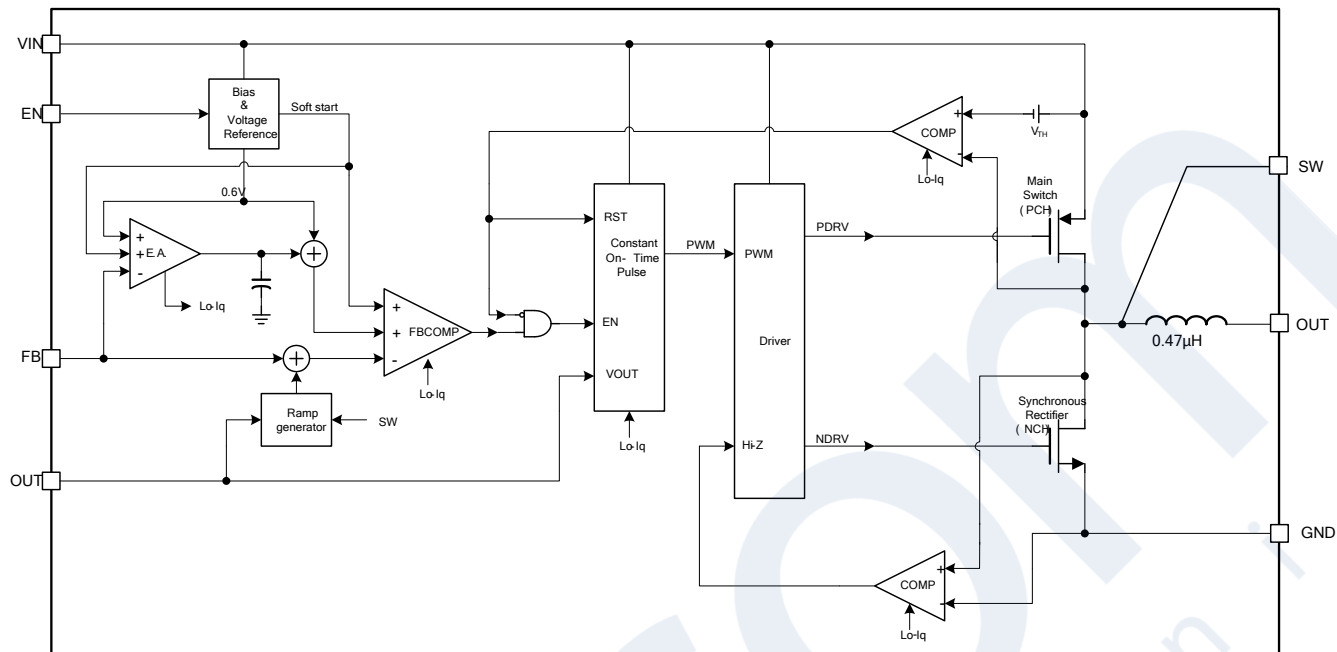 VIN
EN
Bias
&
Voltage
Reference
Soft start
0.6V
+
+ E.A.
-
Lo-Iq
FB
Ramp
generator
SW
OUT
+
+ FBCOMP
-
Lo-Iq
RST
Constant
On- Time
Pulse
EN
VOUT
Lo-Iq
PWM
PWM
Driver
Hi-Z
PDRV
NDRV
+
COMP
-
Lo-Iq
VTH
Main
Switch
( PCH)
Synchronous
Rectifier
( NCH)
+
COMP
-
Lo-Iq
0.47µH
SW
OUT
GND